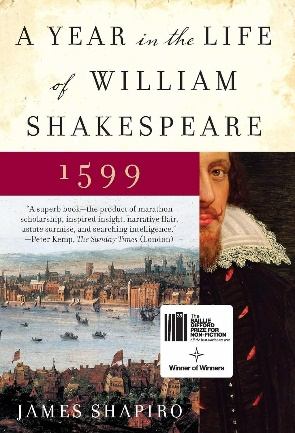 A YEAR in the LIFE
of WILLIAM
SHAKESPEARE
1599
"A superb book—the product of marathon
scholarship, inspired insight, narrative flair,
astute surmise, and searching intelligence."
—Peter Kemp, The Sunday Times (London)
THE
BAILLIE
GIFFORD
PRIZE FOR
NON-FICTION
Winner of Winners
JAMES SHAPIRO